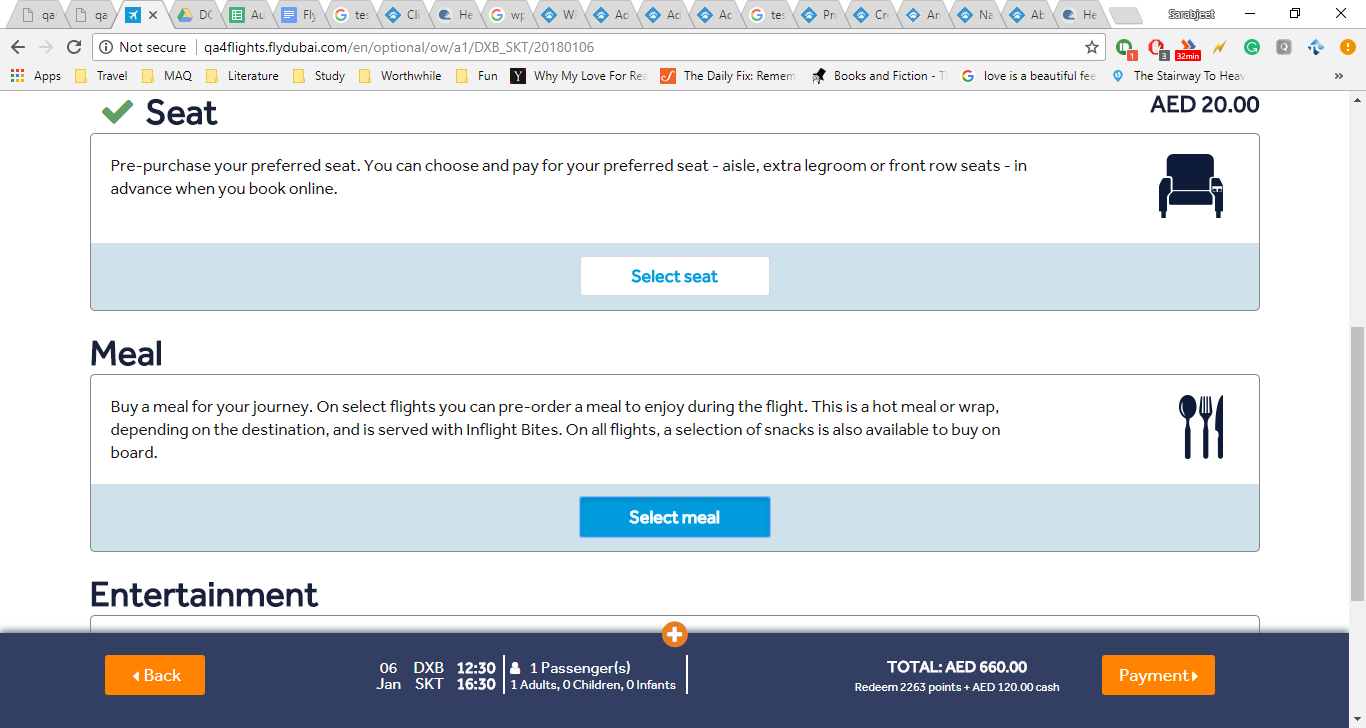 qa qa DC Au Fly tes Cli He wp Wl Ad Ad Ac tes Pro Cre An Na Ab He Sarabjeet
Not secure qa4flights.flydubai.com/en/optional/ow/a1/DXB_SKT/20180106 1 3 32min
Apps Travel MAQ Literature Study Worthwhile Fun Why My Love For Rea The Daily Fix: Remem Books and Fiction - T love is a beautiful fee The Stairway To Heav »
Seat AED 20.00
Pre-purchase your preferred seat. You can choose and pay for your preferred seat - aisle, extra legroom or front row seats - in
advance when you book online.
Select seat
Meal
Buy a meal for your journey. On select flights you can pre-order a meal to enjoy during the flight. This is a hot meal or wrap,
depending on the destination, and is served with Inflight Bites. On all flights, a selection of snacks is also available to buy on
board.
Select meal
Entertainment
Back
06 DXB 12:30
Jan SKT 16:30
1 Passenger(s)
1 Adults, 0 Children, 0 Infants
TOTAL: AED 660.00
Redeem 2263 points + AED 120.00 cash
Payment